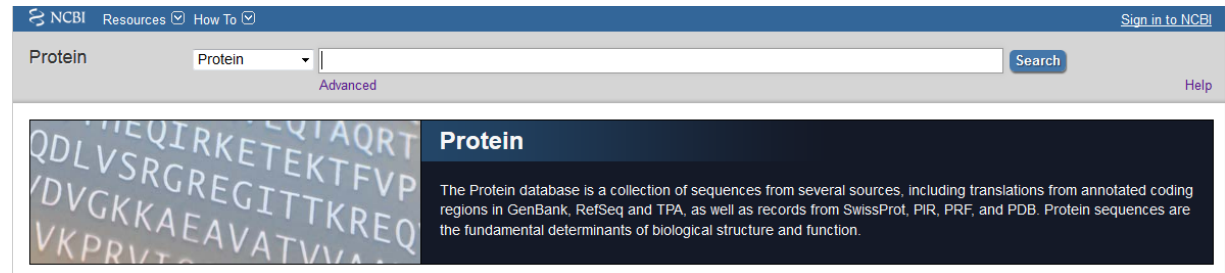 NCBI Resources How To Sign in to NCBI
Protein Protein Search
Advanced Help
QDLVSRGREGITTKREQ
Protein
The Protein database is a collection of sequences from several sources, including translations from annotated coding
regions in GenBank, RefSeq and TPA, as well as records from SwissProt, PIR, PRF, and PDB. Protein sequences are
the fundamental determinants of biological structure and function.